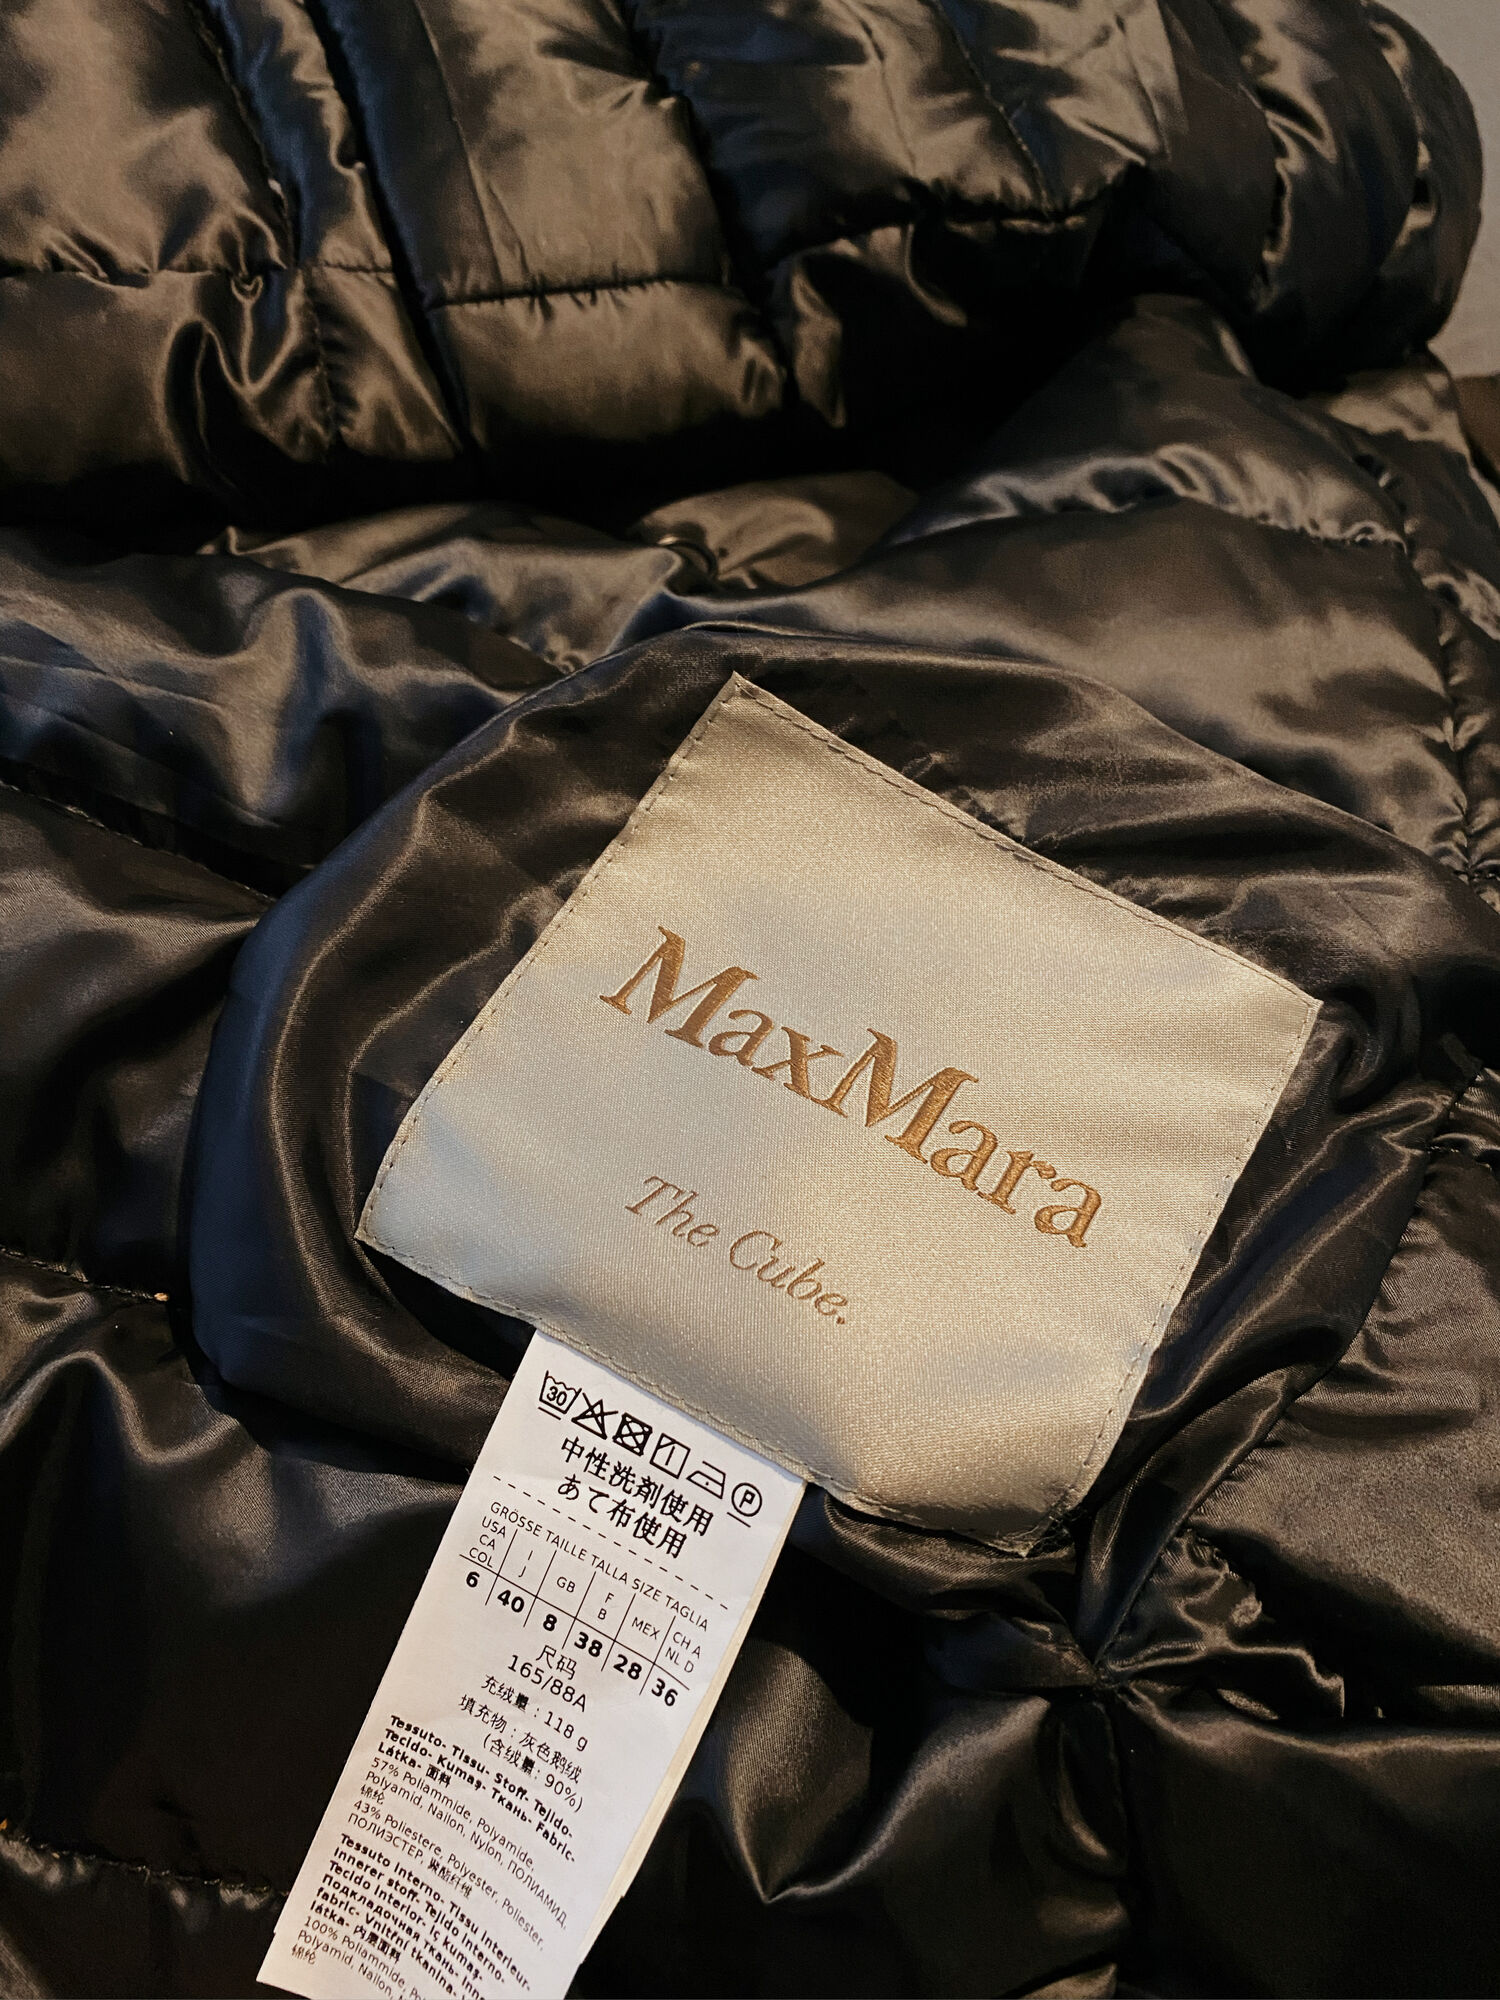 MaxMara
The Cube.
30 P
中性洗剤使用
あて布使用
GRÖSSE TAILLE TALLA SIZE TAGLIA
USA CA COL | I J | GB | F B | MEX | CH A NL D
6 | 40 | 8 | 38 | 28 | 36
尺码
165/88A
充绒量：118 g
填充物：灰色鹅绒
(含绒量：90%)
Tessuto- Tissu- Stoff- Tejido-
Tecido- Kumaş- Ткань- Fabric-
Látka- 面料
57% Poliammide, Polyamide,
Polyamid, Nailon, Nylon, ПОЛИАМИД,
锦纶
43% Poliestere, Polyester, Poliester,
ПОЛИЭСТЕР, 聚酯纤维
Tessuto interno- Tissu interieur-
Innerer stoff- Tejido interno-
Tecido interior- İç kumaş-
Подкладочная ткань- Inner
fabric- Vnitřní tkanina-
látka- 内层面料
100% Poliammide,
Polyamid, Nailon,
锦纶